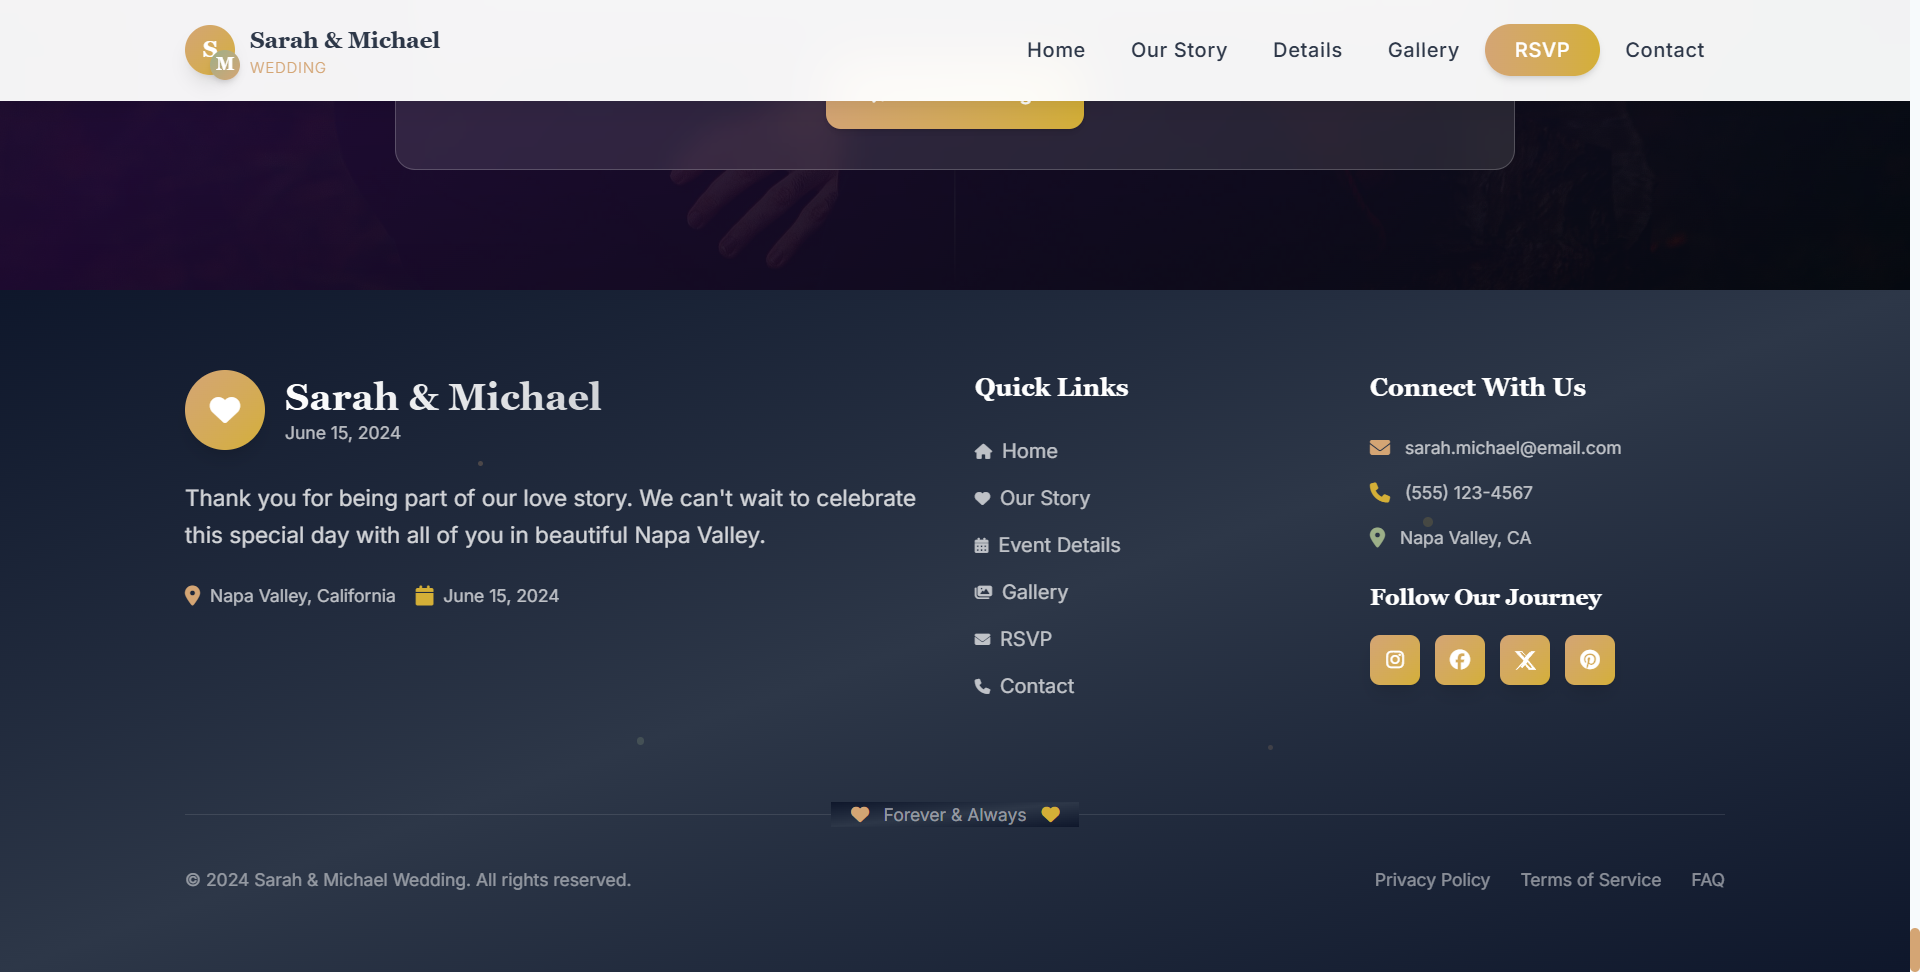 S
M
Sarah & Michael
WEDDING
Home
Our Story
Details
Gallery
RSVP
Contact
Sarah & Michael
June 15, 2024
Thank you for being part of our love story. We can't wait to celebrate
this special day with all of you in beautiful Napa Valley.
Napa Valley, California
June 15, 2024
Quick Links
Home
Our Story
Event Details
Gallery
RSVP
Contact
Connect With Us
sarah.michael@email.com
(555) 123-4567
Napa Valley, CA
Follow Our Journey
Forever & Always
© 2024 Sarah & Michael Wedding. All rights reserved.
Privacy Policy
Terms of Service
FAQ